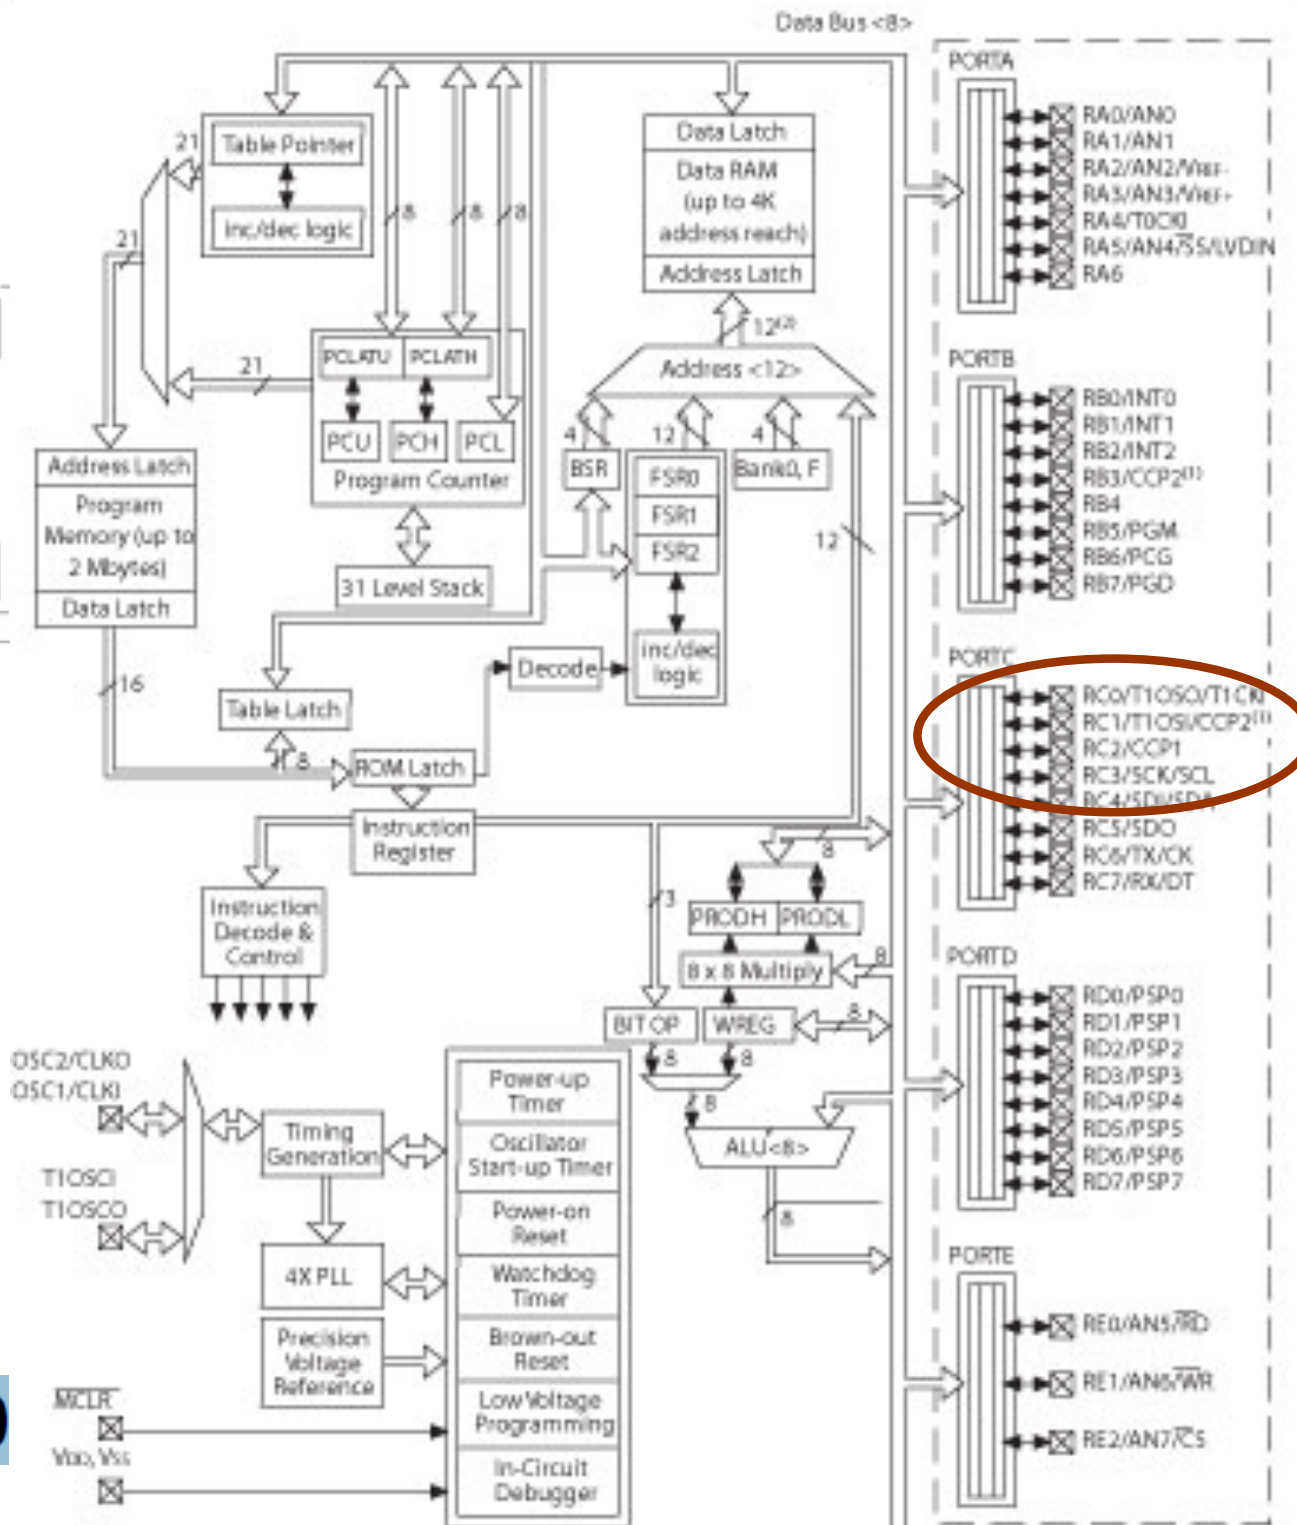 Data Bus <8>
PORTA
RA0/AN0
RA1/AN1
RA2/AN2/VREF-
RA3/AN3/VREF+
RA4/T0CKI
RA5/AN4/SS/LVDIN
RA6
21
Table Pointer
inc/dec logic
8
8
8
Data Latch
Data RAM
(up to 4K
address reach)
Address Latch
21
12(2)
Address <12>
PCLATU
PCLATH
21
PCU
PCH
PCL
Program Counter
4
12
4
BSR
FSR0
FSR1
FSR2
Bank0, F
12
inc/dec
logic
PORTB
RB0/INT0
RB1/INT1
RB2/INT2
RB3/CCP2(1)
RB4
RB5/PGM
RB6/PCG
RB7/PGD
Address Latch
Program
Memory (up to
2 Mbytes)
Data Latch
31 Level Stack
16
Decode
Table Latch
8
ROM Latch
Instruction
Register
PORTC
RC0/T1OSO/T1CKI
RC1/T1OSI/CCP2(1)
RC2/CCP1
RC3/SCK/SCL
RC4/SDI/SDA
RC5/SDO
RC6/TX/CK
RC7/RX/DT
8
Instruction
Decode &
Control
3
PRODH
PRODL
8 x 8 Multiply
8
BIT OP
WREG
8
8
8
8
ALU<8>
8
PORTD
RD0/PSP0
RD1/PSP1
RD2/PSP2
RD3/PSP3
RD4/PSP4
RD5/PSP5
RD6/PSP6
RD7/PSP7
OSC2/CLKO
OSC1/CLKI
T1OSCI
T1OSCO
Timing
Generation
4X PLL
Precision
Voltage
Reference
MCLR
VDD, VSS
Power-up
Timer
Oscillator
Start-up Timer
Power-on
Reset
Watchdog
Timer
Brown-out
Reset
Low Voltage
Programming
In-Circuit
Debugger
PORTE
RE0/AN5/RD
RE1/AN6/WR
RE2/AN7/CS